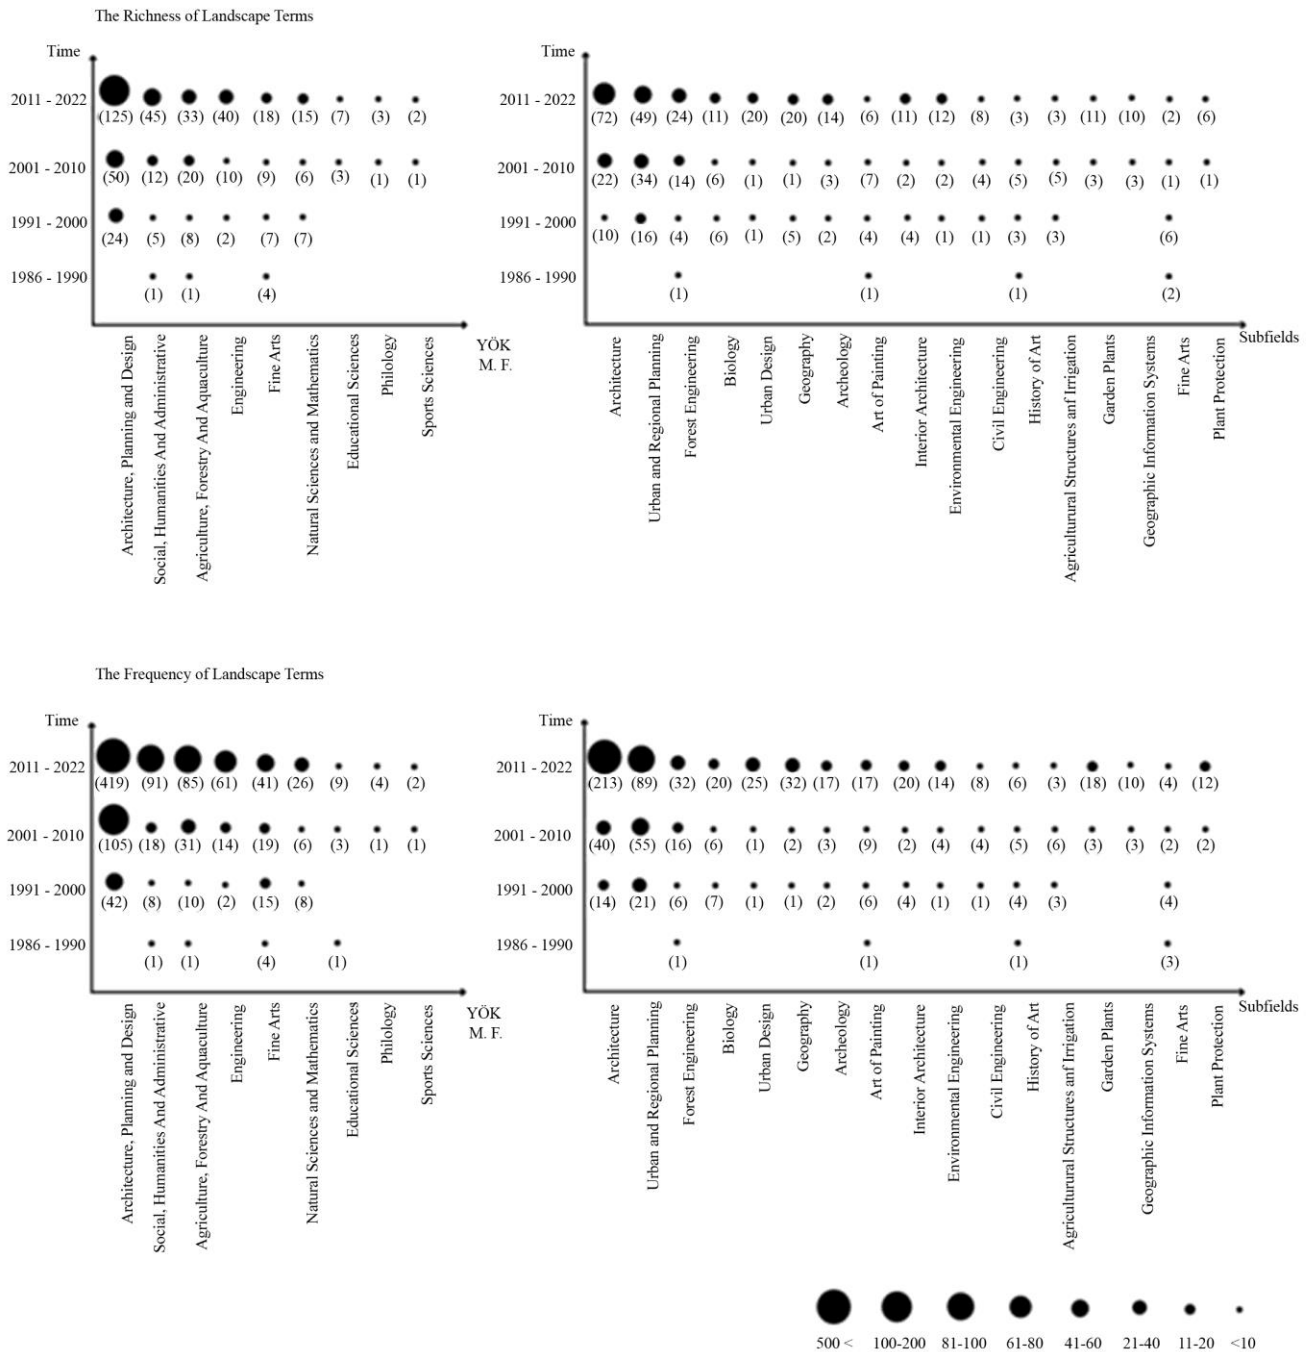 The Richness of Landscape Terms
Time
2011 - 2022
(125) (45) (33) (40) (18) (15) (7) (3) (2)
2001 - 2010
(50) (12) (20) (10) (9) (6) (3) (1) (1)
1991 - 2000
(24) (5) (8) (2) (7) (7)
1986 - 1990
(1) (1) (4)
YÖK
M. F.
Architecture, Planning and Design
Social, Humanities And Administrative
Agriculture, Forestry And Aquaculture
Engineering
Fine Arts
Natural Sciences and Mathematics
Educational Sciences
Philology
Sports Sciences
Time
2011 - 2022
(72) (49) (24) (11) (20) (20) (14) (6) (11) (12) (8) (3) (3) (11) (10) (2) (6)
2001 - 2010
(22) (34) (14) (6) (1) (1) (3) (7) (2) (2) (4) (5) (5) (3) (3) (1) (1)
1991 - 2000
(10) (16) (4) (6) (1) (5) (2) (4) (4) (1) (1) (3) (3) (6)
1986 - 1990
(1) (1) (1) (2)
Subfields
Architecture
Urban and Regional Planning
Forest Engineering
Biology
Urban Design
Geography
Archeology
Art of Painting
Interior Architecture
Environmental Engineering
Civil Engineering
History of Art
Agricultururural Structures anf Irrigation
Garden Plants
Geographic Information Systems
Fine Arts
Plant Protection
The Frequency of Landscape Terms
Time
2011 - 2022
(419) (91) (85) (61) (41) (26) (9) (4) (2)
2001 - 2010
(105) (18) (31) (14) (19) (6) (3) (1) (1)
1991 - 2000
(42) (8) (10) (2) (15) (8)
1986 - 1990
(1) (1) (4) (1)
YÖK
M. F.
Architecture, Planning and Design
Social, Humanities And Administrative
Agriculture, Forestry And Aquaculture
Engineering
Fine Arts
Natural Sciences and Mathematics
Educational Sciences
Philology
Sports Sciences
Time
2011 - 2022
(213) (89) (32) (20) (25) (32) (17) (17) (20) (14) (8) (6) (3) (18) (10) (4) (12)
2001 - 2010
(40) (55) (16) (6) (1) (2) (3) (9) (2) (4) (4) (5) (6) (3) (3) (2) (2)
1991 - 2000
(14) (21) (6) (7) (1) (1) (2) (6) (4) (1) (1) (4) (3) (4)
1986 - 1990
(1) (1) (1) (3)
Subfields
Architecture
Urban and Regional Planning
Forest Engineering
Biology
Urban Design
Geography
Archeology
Art of Painting
Interior Architecture
Environmental Engineering
Civil Engineering
History of Art
Agricultururural Structures anf Irrigation
Garden Plants
Geographic Information Systems
Fine Arts
Plant Protection
500 < 100-200 81-100 61-80 41-60 21-40 11-20 <10